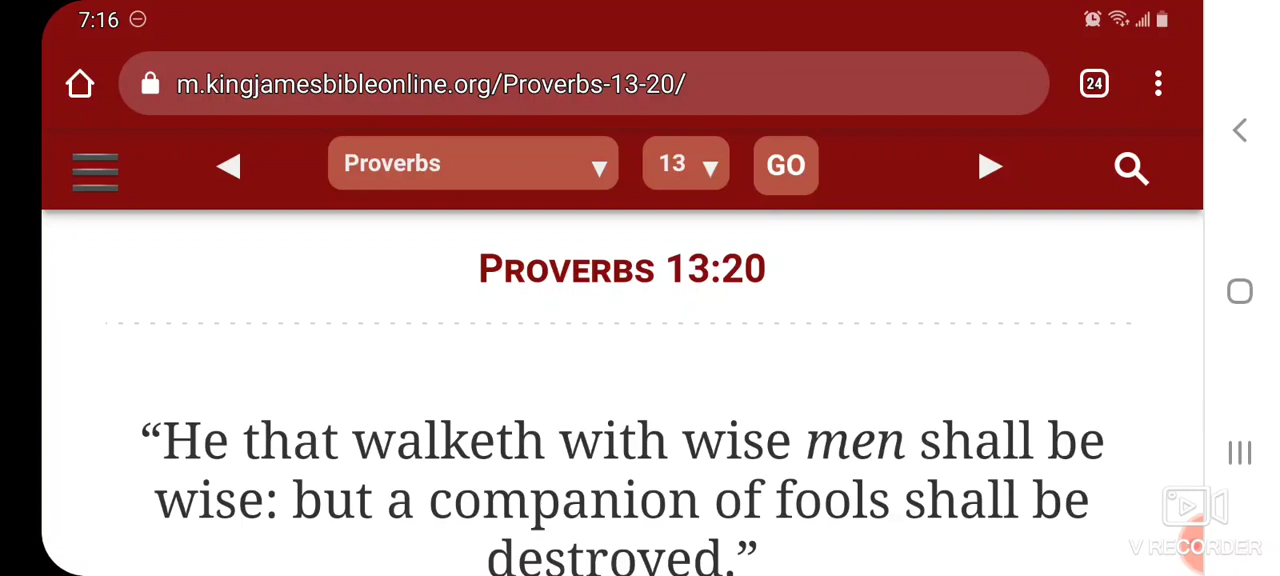 7:16
m.kingjamesbibleonline.org/Proverbs-13-20/
24
Proverbs 13 GO
PROVERBS 13:20
“He that walketh with wise men shall be
wise: but a companion of fools shall be
destroyed.”
V RECORDER